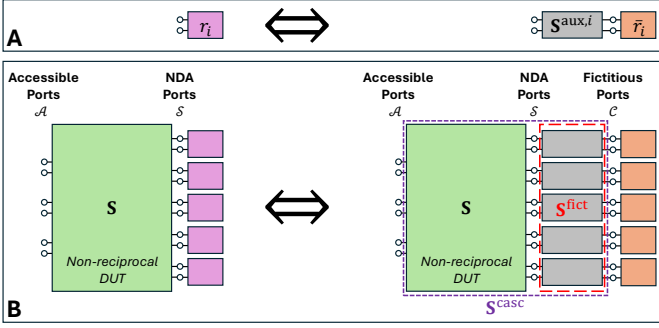 r_i
S^{aux,i}
r̄_i
A
Accessible
Ports
𝒜
NDA
Ports
𝒮
Accessible
Ports
𝒜
NDA
Ports
𝒮
Fictitious
Ports
𝒞
S
S
S^{fict}
Non-reciprocal
DUT
Non-reciprocal
DUT
B
S^{casc}